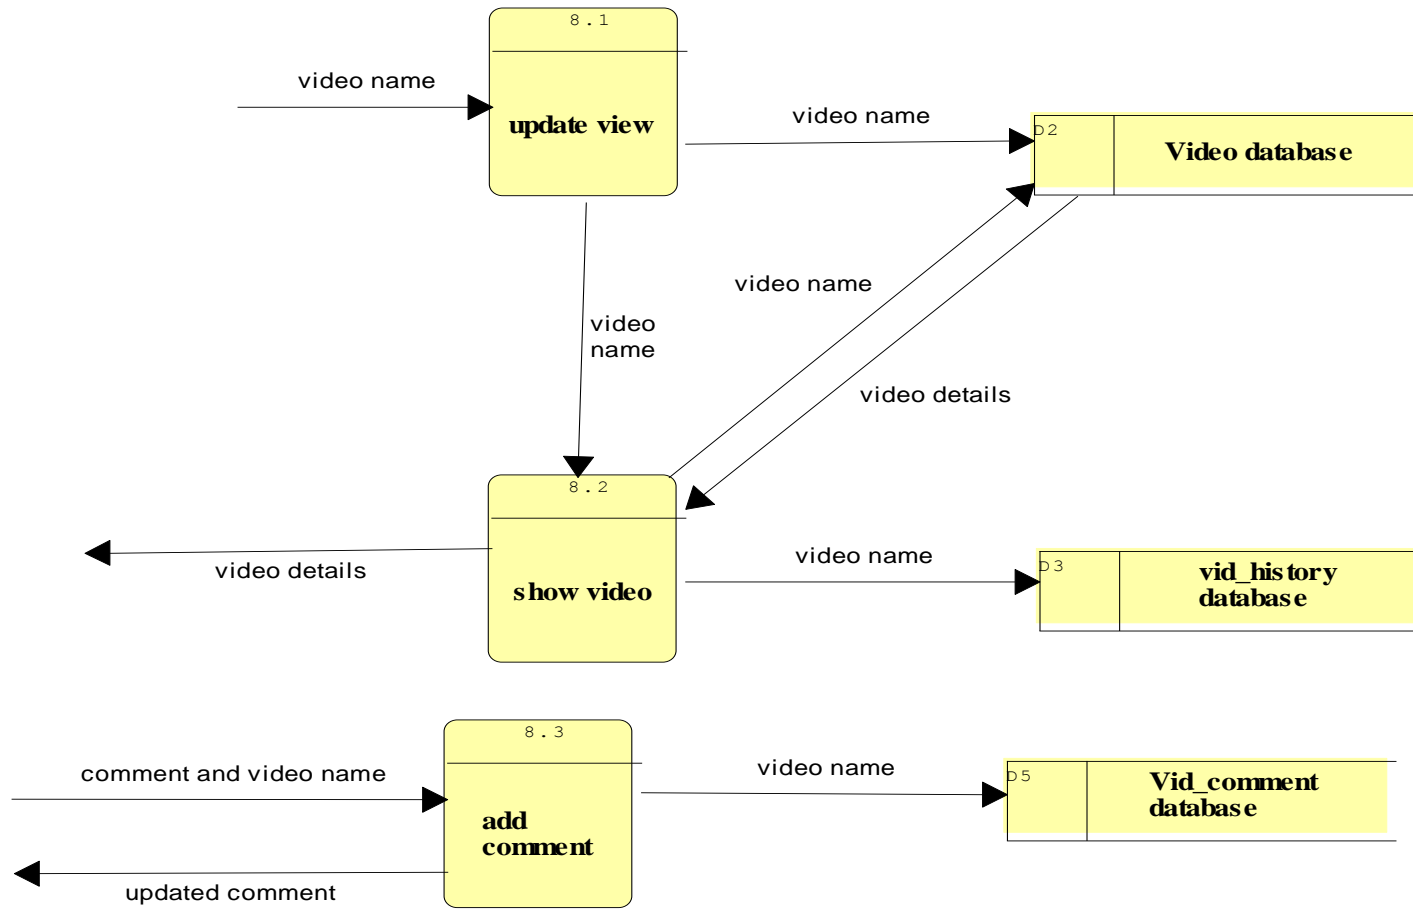 8.1
video name
update view
video name
D2
Video database
video name
video
name
video details
8.2
video details
show video
video name
D3
vid_history
database
8.3
comment and video name
add
comment
video name
D5
Vid_comment
database
updated comment